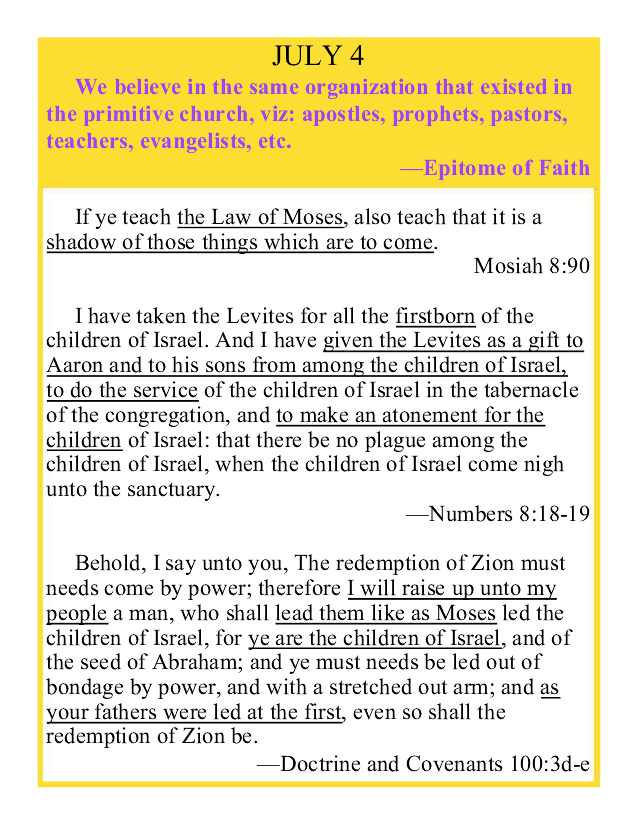 JULY 4
We believe in the same organization that existed in
the primitive church, viz: apostles, prophets, pastors,
teachers, evangelists, etc.
—Epitome of Faith
If ye teach the Law of Moses, also teach that it is a
shadow of those things which are to come.
Mosiah 8:90
I have taken the Levites for all the firstborn of the
children of Israel. And I have given the Levites as a gift to
Aaron and to his sons from among the children of Israel,
to do the service of the children of Israel in the tabernacle
of the congregation, and to make an atonement for the
children of Israel: that there be no plague among the
children of Israel, when the children of Israel come nigh
unto the sanctuary.
—Numbers 8:18-19
Behold, I say unto you, The redemption of Zion must
needs come by power; therefore I will raise up unto my
people a man, who shall lead them like as Moses led the
children of Israel, for ye are the children of Israel, and of
the seed of Abraham; and ye must needs be led out of
bondage by power, and with a stretched out arm; and as
your fathers were led at the first, even so shall the
redemption of Zion be.
—Doctrine and Covenants 100:3d-e